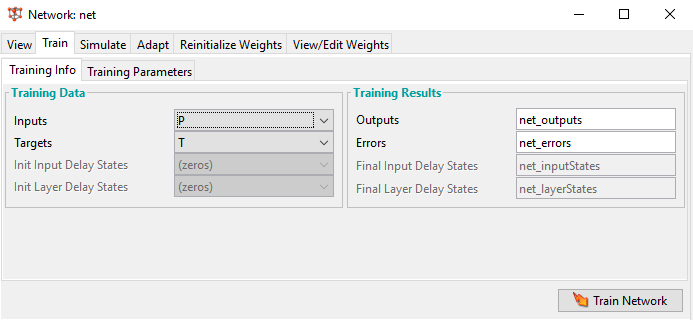 Network: net
View Train Simulate Adapt Reinitialize Weights View/Edit Weights
Training Info Training Parameters
Training Data Training Results
Inputs P Outputs net_outputs
Targets T Errors net_errors
Init Input Delay States (zeros) Final Input Delay States net_inputStates
Init Layer Delay States (zeros) Final Layer Delay States net_layerStates
Train Network